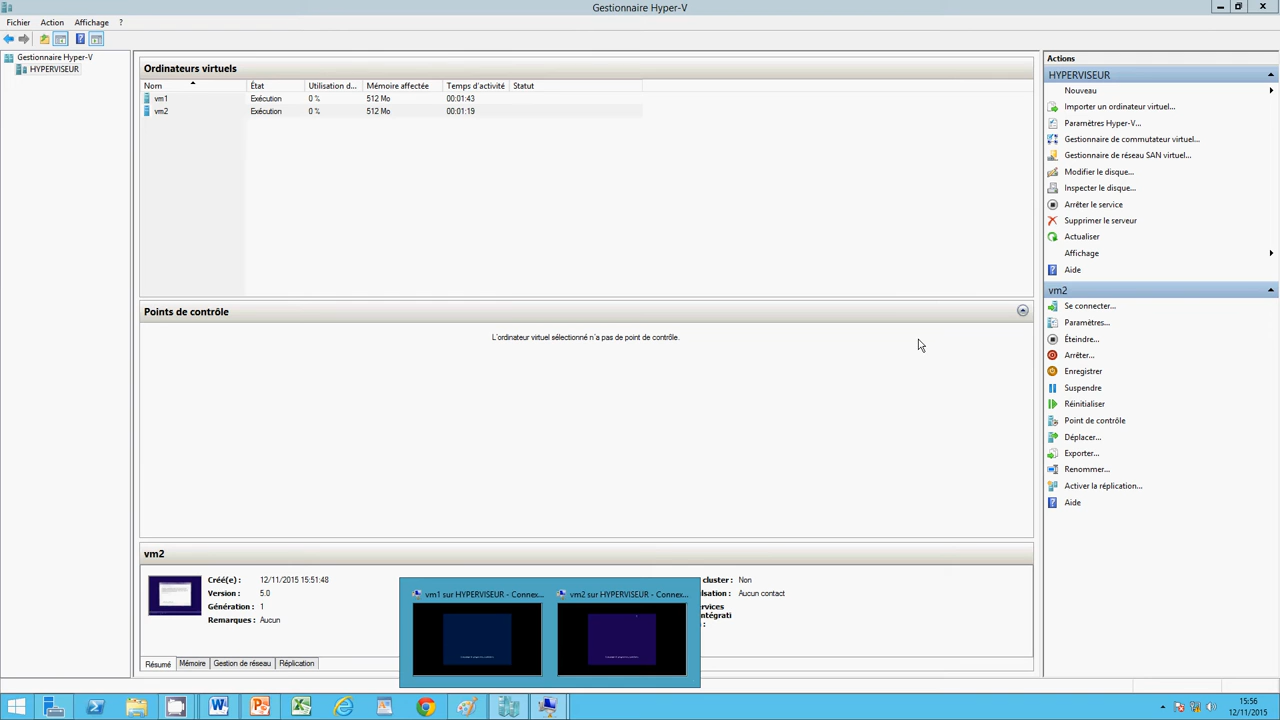 Gestionnaire Hyper-V
Fichier Action Affichage ?
Gestionnaire Hyper-V
HYPERVISEUR
Ordinateurs virtuels
Nom État Utilisation d... Mémoire affectée Temps d'activité Statut
vm1 Exécution 0 % 512 Mo 00:01:43
vm2 Exécution 0 % 512 Mo 00:01:19
Points de contrôle
L'ordinateur virtuel sélectionné n'a pas de point de contrôle.
vm2
Créé(e) : 12/11/2015 15:51:48 cluster : Non
Version : 5.0 lsation : Aucun contact
Génération : 1 rvices
Remarques : Aucun ntégrati
:
vm1 sur HYPERVISEUR - Connex... vm2 sur HYPERVISEUR - Connex...
Résumé Mémoire Gestion de réseau Réplication
Actions
HYPERVISEUR
Nouveau
Importer un ordinateur virtuel...
Paramètres Hyper-V...
Gestionnaire de commutateur virtuel...
Gestionnaire de réseau SAN virtuel...
Modifier le disque...
Inspecter le disque...
Arrêter le service
Supprimer le serveur
Actualiser
Affichage
Aide
vm2
Se connecter...
Paramètres...
Éteindre...
Arrêter...
Enregistrer
Suspendre
Réinitialiser
Point de contrôle
Déplacer...
Exporter...
Renommer...
Activer la réplication...
Aide
15:56
12/11/2015